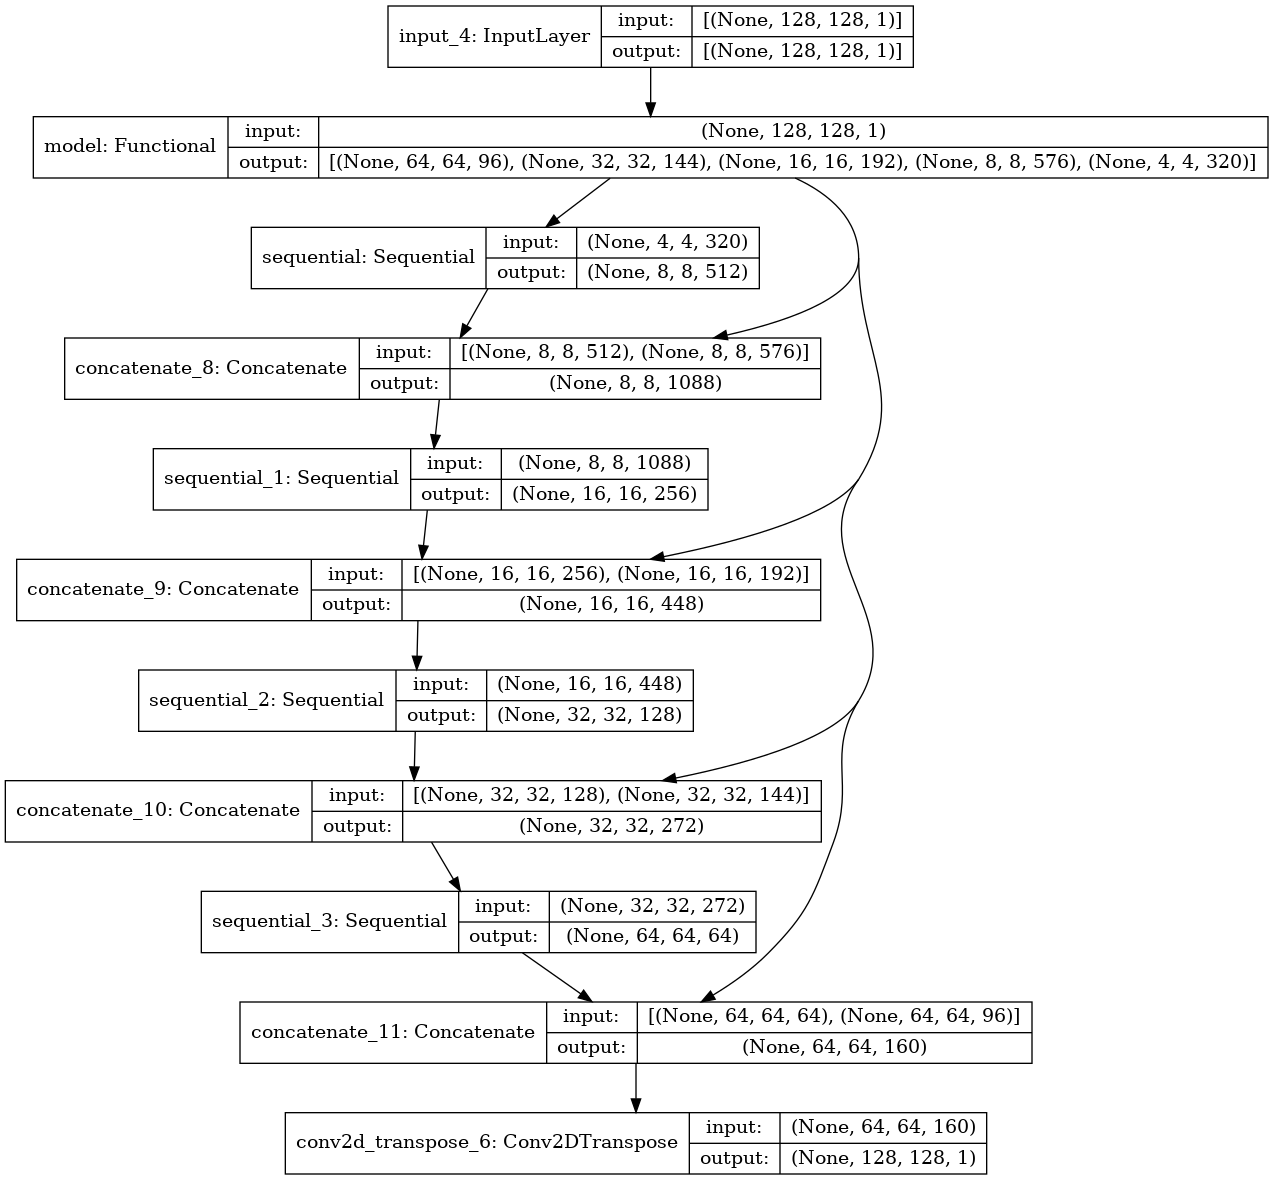 input_4: InputLayer
input: [(None, 128, 128, 1)]
output: [(None, 128, 128, 1)]
model: Functional
input: (None, 128, 128, 1)
output: [(None, 64, 64, 96), (None, 32, 32, 144), (None, 16, 16, 192), (None, 8, 8, 576), (None, 4, 4, 320)]
sequential: Sequential
input: (None, 4, 4, 320)
output: (None, 8, 8, 512)
concatenate_8: Concatenate
input: [(None, 8, 8, 512), (None, 8, 8, 576)]
output: (None, 8, 8, 1088)
sequential_1: Sequential
input: (None, 8, 8, 1088)
output: (None, 16, 16, 256)
concatenate_9: Concatenate
input: [(None, 16, 16, 256), (None, 16, 16, 192)]
output: (None, 16, 16, 448)
sequential_2: Sequential
input: (None, 16, 16, 448)
output: (None, 32, 32, 128)
concatenate_10: Concatenate
input: [(None, 32, 32, 128), (None, 32, 32, 144)]
output: (None, 32, 32, 272)
sequential_3: Sequential
input: (None, 32, 32, 272)
output: (None, 64, 64, 64)
concatenate_11: Concatenate
input: [(None, 64, 64, 64), (None, 64, 64, 96)]
output: (None, 64, 64, 160)
conv2d_transpose_6: Conv2DTranspose
input: (None, 64, 64, 160)
output: (None, 128, 128, 1)